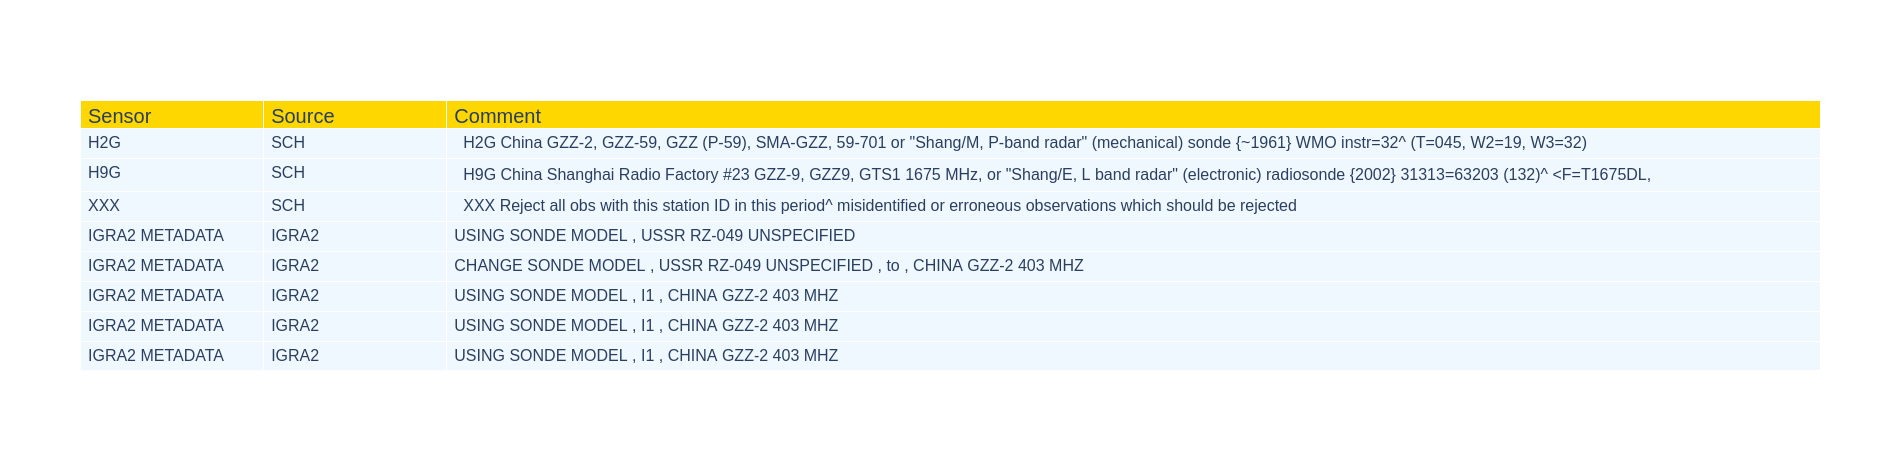 Sensor Source Comment
H2G SCH H2G China GZZ-2, GZZ-59, GZZ (P-59), SMA-GZZ, 59-701 or "Shang/M, P-band radar" (mechanical) sonde {~1961} WMO instr=32^ (T=045, W2=19, W3=32)
H9G SCH H9G China Shanghai Radio Factory #23 GZZ-9, GZZ9, GTS1 1675 MHz, or "Shang/E, L band radar" (electronic) radiosonde {2002} 31313=63203 (132)^ <F=T1675DL,
XXX SCH XXX Reject all obs with this station ID in this period^ misidentified or erroneous observations which should be rejected
IGRA2 METADATA IGRA2 USING SONDE MODEL , USSR RZ-049 UNSPECIFIED
IGRA2 METADATA IGRA2 CHANGE SONDE MODEL , USSR RZ-049 UNSPECIFIED , to , CHINA GZZ-2 403 MHZ
IGRA2 METADATA IGRA2 USING SONDE MODEL , I1 , CHINA GZZ-2 403 MHZ
IGRA2 METADATA IGRA2 USING SONDE MODEL , I1 , CHINA GZZ-2 403 MHZ
IGRA2 METADATA IGRA2 USING SONDE MODEL , I1 , CHINA GZZ-2 403 MHZ